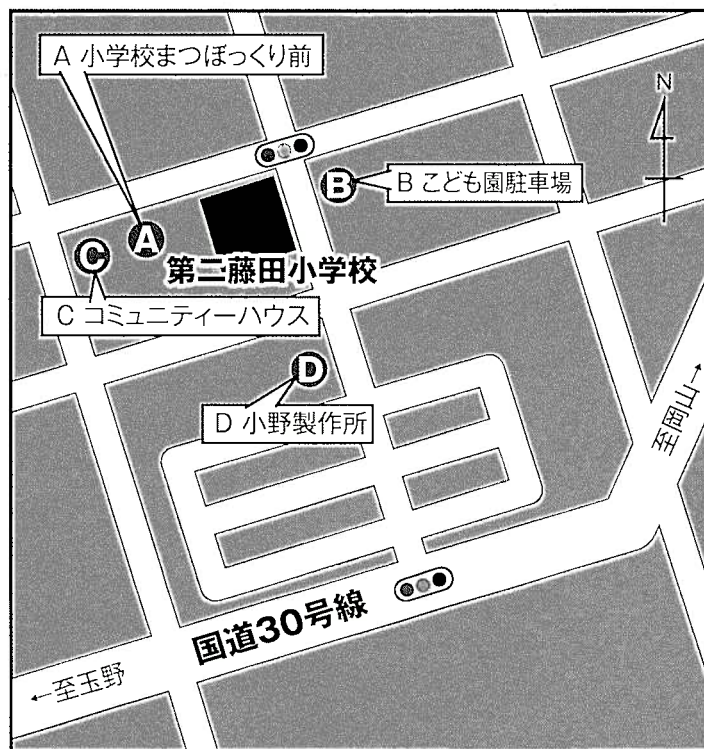 A 小学校まつぼっくり前
N
B
B こども園駐車場
A
C
第二藤田小学校
C コミュニティーハウス
D
D 小野製作所
至岡山→
国道30号線
←至玉野